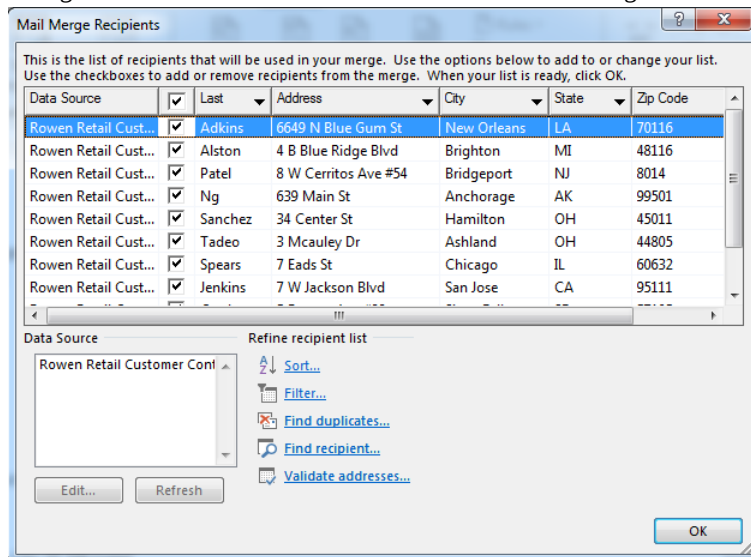 Mail Merge Recipients
This is the list of recipients that will be used in your merge. Use the options below to add to or change your list.
Use the checkboxes to add or remove recipients from the merge. When your list is ready, click OK.
Data Source Last Address City State Zip Code
Rowen Retail Cust... Adkins 6649 N Blue Gum St New Orleans LA 70116
Rowen Retail Cust... Alston 4 B Blue Ridge Blvd Brighton MI 48116
Rowen Retail Cust... Patel 8 W Cerritos Ave #54 Bridgeport NJ 8014
Rowen Retail Cust... Ng 639 Main St Anchorage AK 99501
Rowen Retail Cust... Sanchez 34 Center St Hamilton OH 45011
Rowen Retail Cust... Tadeo 3 Mcauley Dr Ashland OH 44805
Rowen Retail Cust... Spears 7 Eads St Chicago IL 60632
Rowen Retail Cust... Jenkins 7 W Jackson Blvd San Jose CA 95111
Data Source Refine recipient list
Rowen Retail Customer Cont
Sort...
Filter...
Find duplicates...
Find recipient...
Validate addresses...
Edit... Refresh
OK